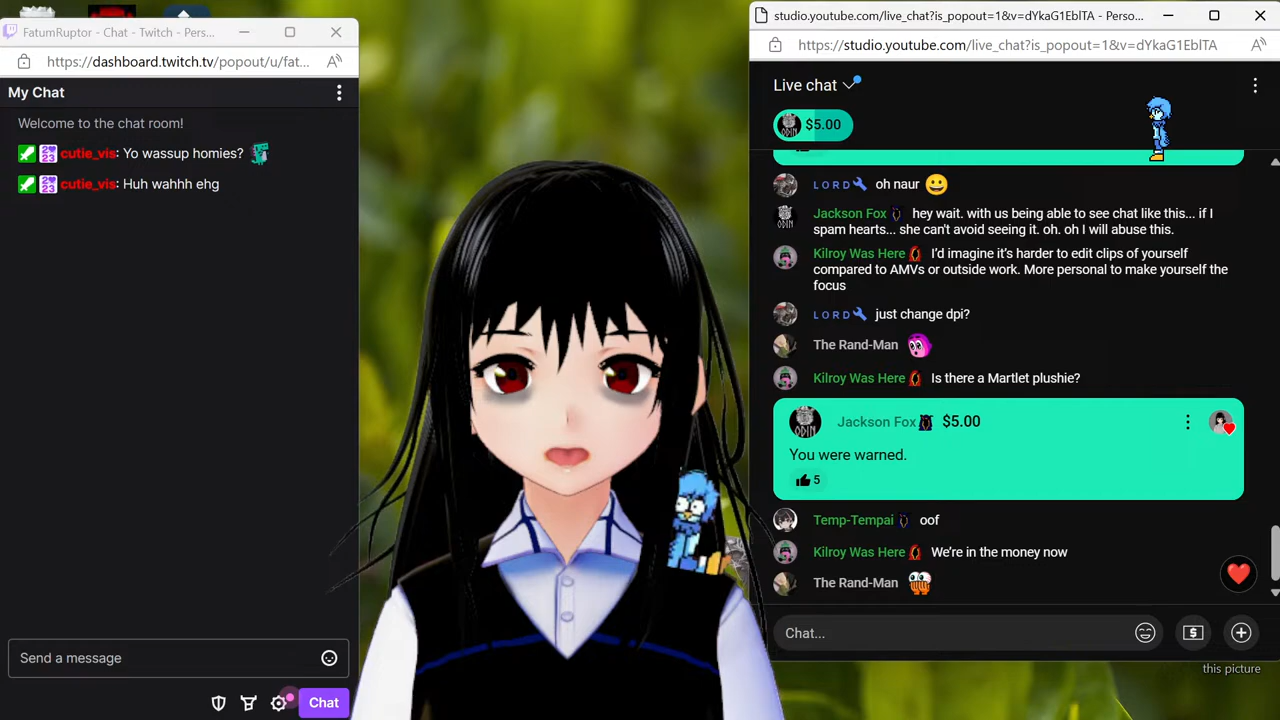 FatumRuptor - Chat - Twitch - Pers...
https://dashboard.twitch.tv/popout/u/fat...
My Chat
Welcome to the chat room!
cutie_vis: Yo wassup homies?
cutie_vis: Huh wahhh ehg
Send a message
Chat
studio.youtube.com/live_chat?is_popout=1&v=dYkaG1EblTA - Perso...
https://studio.youtube.com/live_chat?is_popout=1&v=dYkaG1EblTA
Live chat
$5.00
L O R D oh naur 😀
Jackson Fox hey wait. with us being able to see chat like this... if I
spam hearts... she can't avoid seeing it. oh. oh I will abuse this.
Kilroy Was Here I'd imagine it's harder to edit clips of yourself
compared to AMVs or outside work. More personal to make yourself the
focus
L O R D just change dpi?
The Rand-Man
Kilroy Was Here Is there a Martlet plushie?
Jackson Fox $5.00
You were warned.
5
Temp-Tempai oof
Kilroy Was Here We're in the money now
The Rand-Man
Chat...
this picture